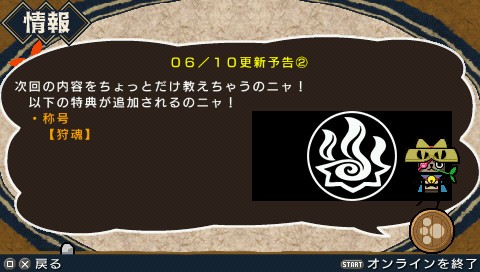 情報
06/10更新予告②
次回の内容をちょっとだけ教えちゃうのニャ!
以下の特典が追加されるのニャ!
・称号
【狩魂】
□×戻る
START オンラインを終了